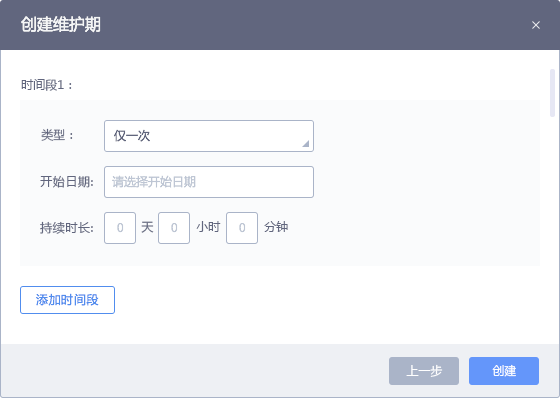 创建维护期
×
时间段1：
类型： 仅一次
开始日期: 请选择开始日期
持续时长: 0 天 0 小时 0 分钟
添加时间段
上一步 创建